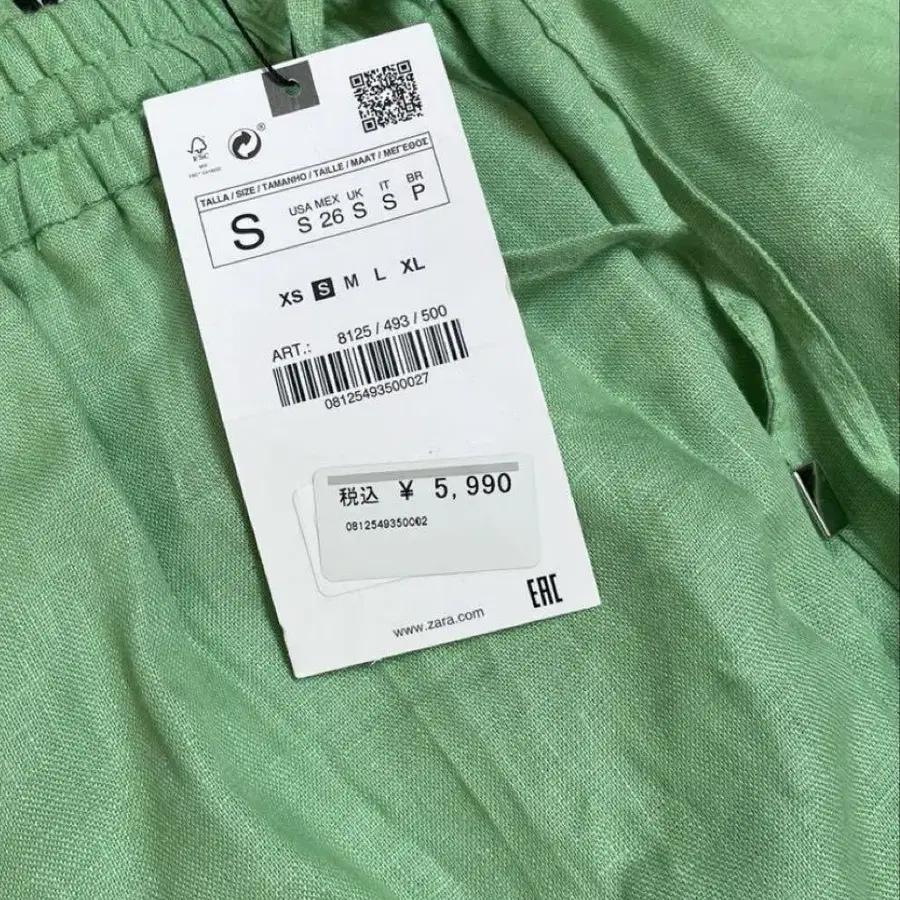 FSC
TALLA / SIZE / TAMANHO / TAILLE / MAAT / ΜΕΓΕΘΟΣ
S
USA MEX UK IT BR
S 26 S S P
XS S M L XL
ART.: 8125 / 493 / 500
08125493500027
税込 ¥ 5,990
0812549350002
www.zara.com
EAC